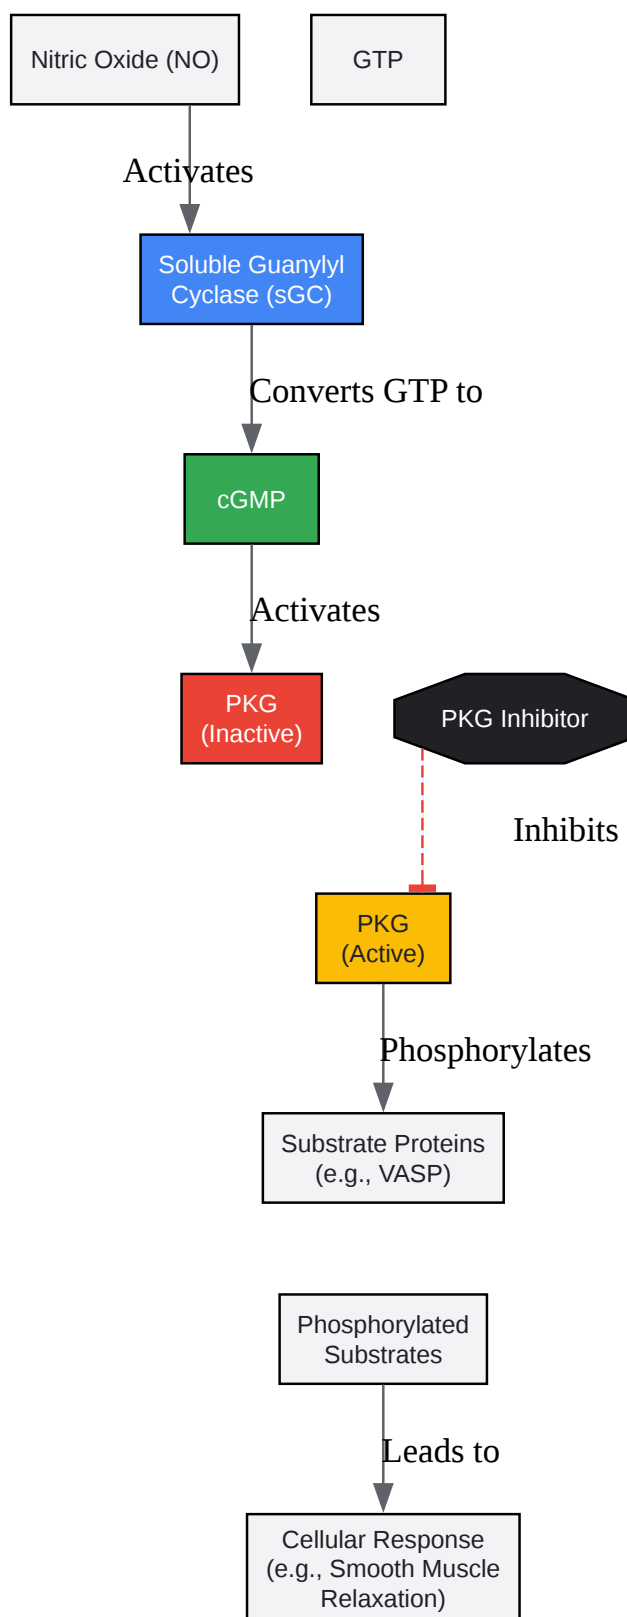 Nitric Oxide (NO)
GTP
Activates
Soluble Guanylyl
Cyclase (sGC)
Converts GTP to
cGMP
Activates
PKG
(Inactive)
PKG Inhibitor
Inhibits
PKG
(Active)
Phosphorylates
Substrate Proteins
(e.g., VASP)
Phosphorylated
Substrates
Leads to
Cellular Response
(e.g., Smooth Muscle
Relaxation)